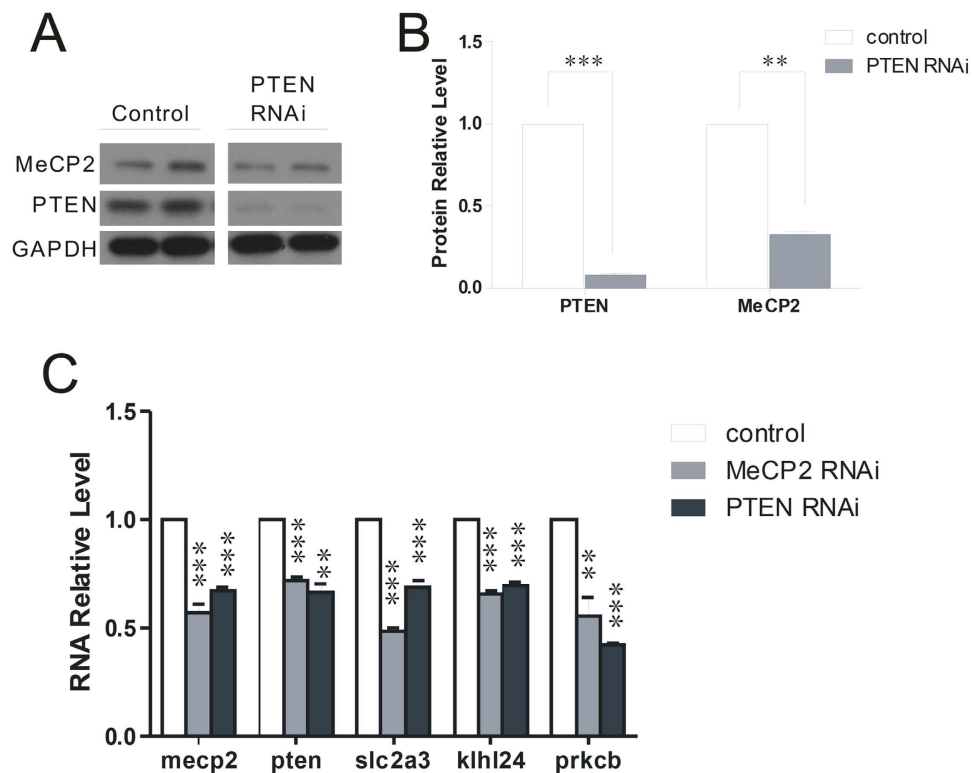 A
Control
PTEN
RNAi
MeCP2
PTEN
GAPDH
B
Protein Relative Level
1.5
1.0
0.5
0.0
***
**
PTEN
MeCP2
control
PTEN RNAi
C
RNA Relative Level
1.5
1.0
0.5
0.0
***
***
***
**
***
***
***
***
**
***
mecp2
pten
slc2a3
klhl24
prkcb
control
MeCP2 RNAi
PTEN RNAi